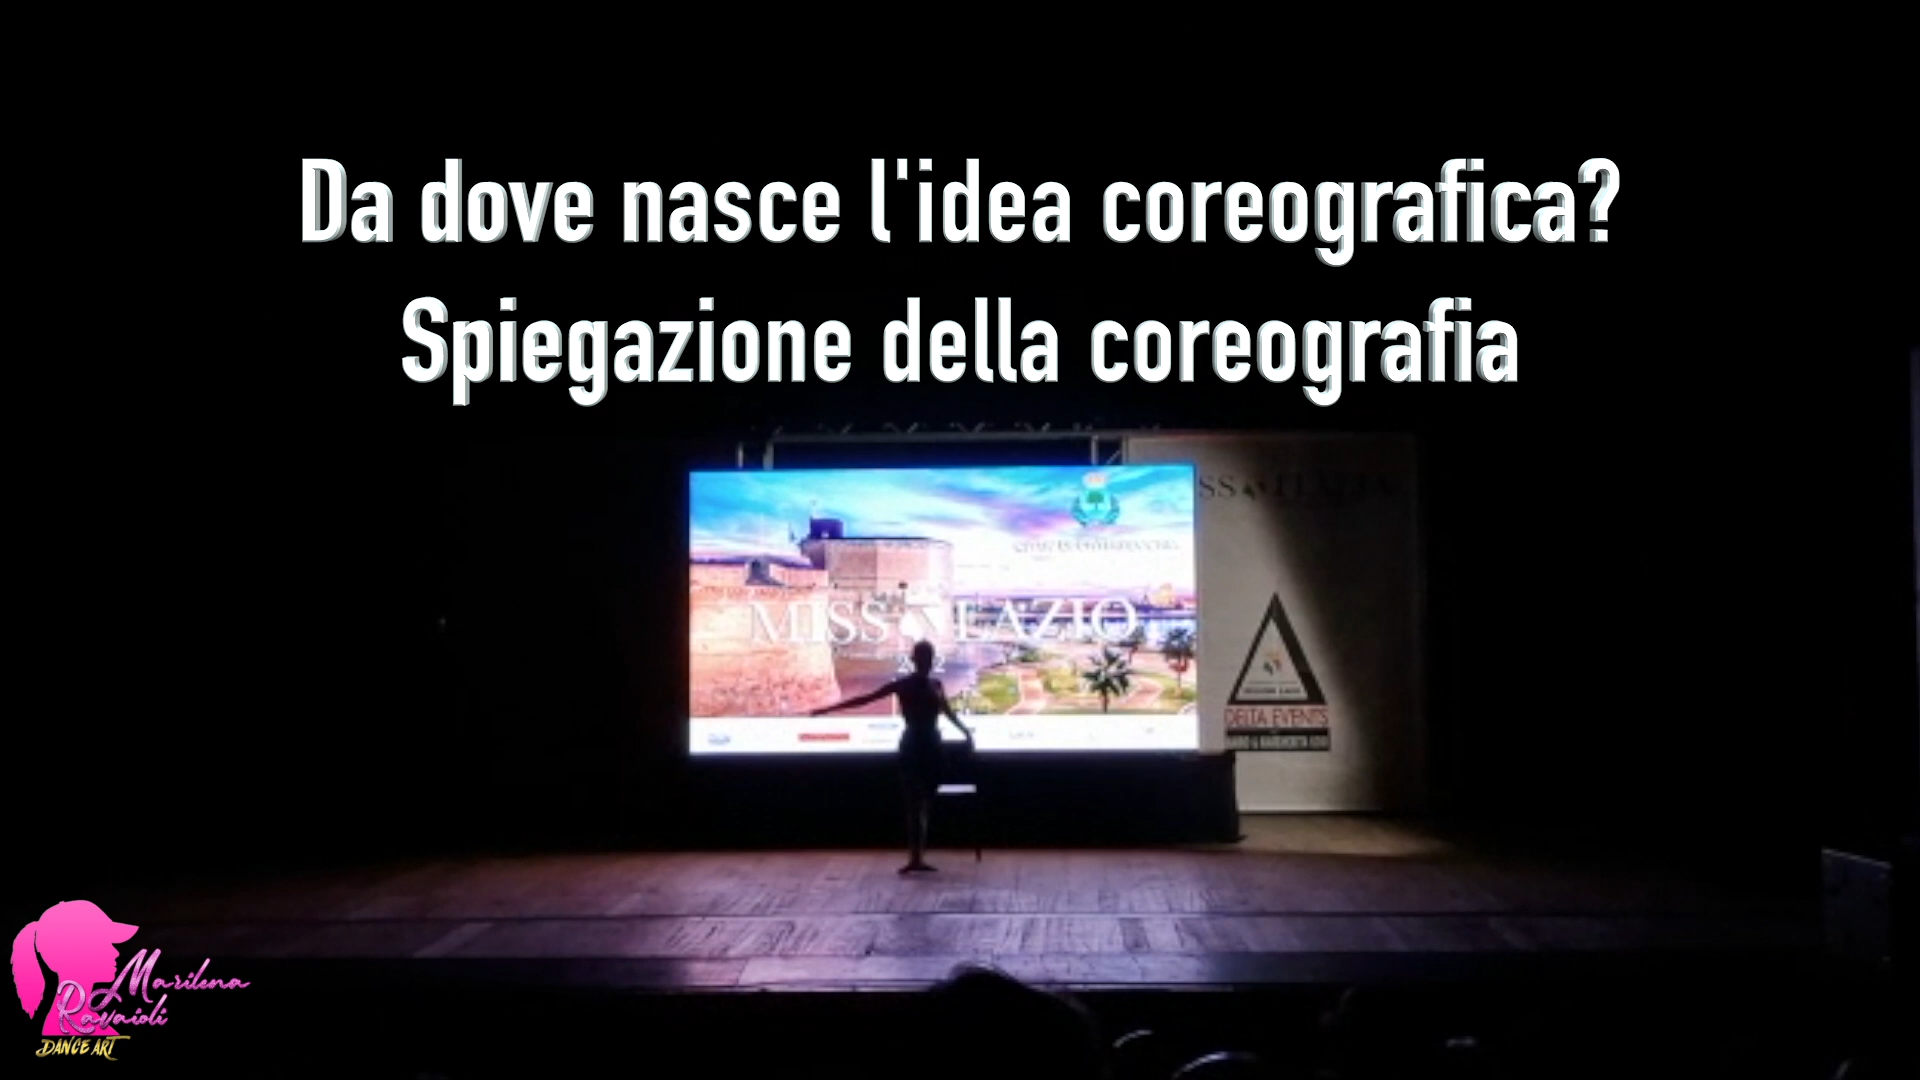 Da dove nasce l'idea coreografica?
Spiegazione della coreografia
MISS LAZIO
DELTA EVENTS
Marilena
Ravaioli
DANCE ART